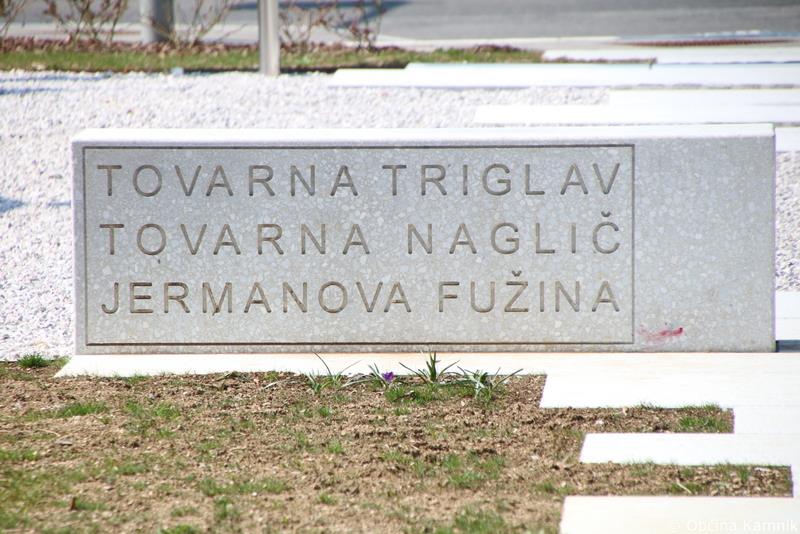 TOVARNA TRIGLAV
TOVARNA NAGLIČ
JERMANOVA FUŽINA
© Občina Kamnik